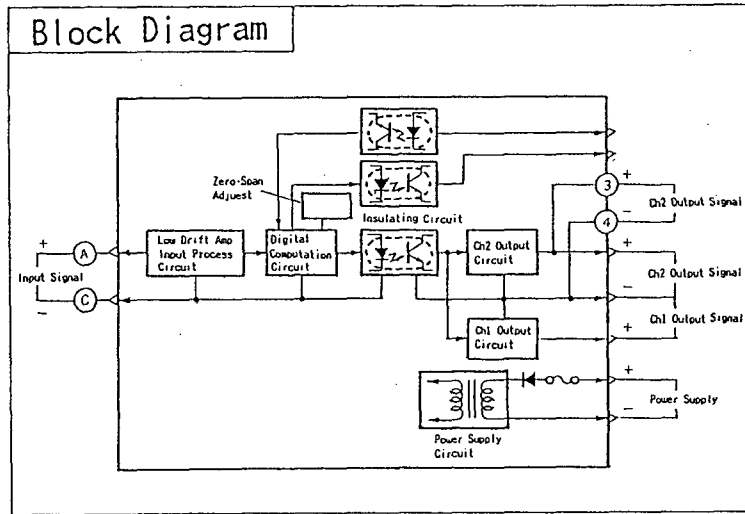 Block Diagram
Zero-Span
Adjuest
Insulating Circuit
3
+
Ch2 Output Signal
-
4
+
A
Input Signal
C
-
Low Drift Amp
Input Process
Circuit
Digital
Computation
Circuit
Ch2 Output
Circuit
+
Ch2 Output Signal
-
Ch1 Output Signal
+
Ch1 Output
Circuit
+
Power Supply
-
Power Supply
Circuit